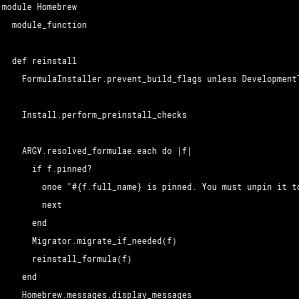 module Homebrew
module_function
def reinstall
FormulaInstaller.prevent_build_flags unless Development
Install.perform_preinstall_checks
ARGV.resolved_formulae.each do |f|
if f.pinned?
onoe "#{f.full_name} is pinned. You must unpin it to
next
end
Migrator.migrate_if_needed(f)
reinstall_formula(f)
end
Homebrew.messages.display_messages